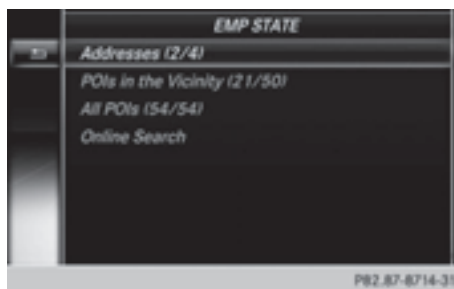 EMP STATE
Addresses (2/4)
POIs in the Vicinity (21/50)
All POIs (54/54)
Online Search
P82.87-8714-31